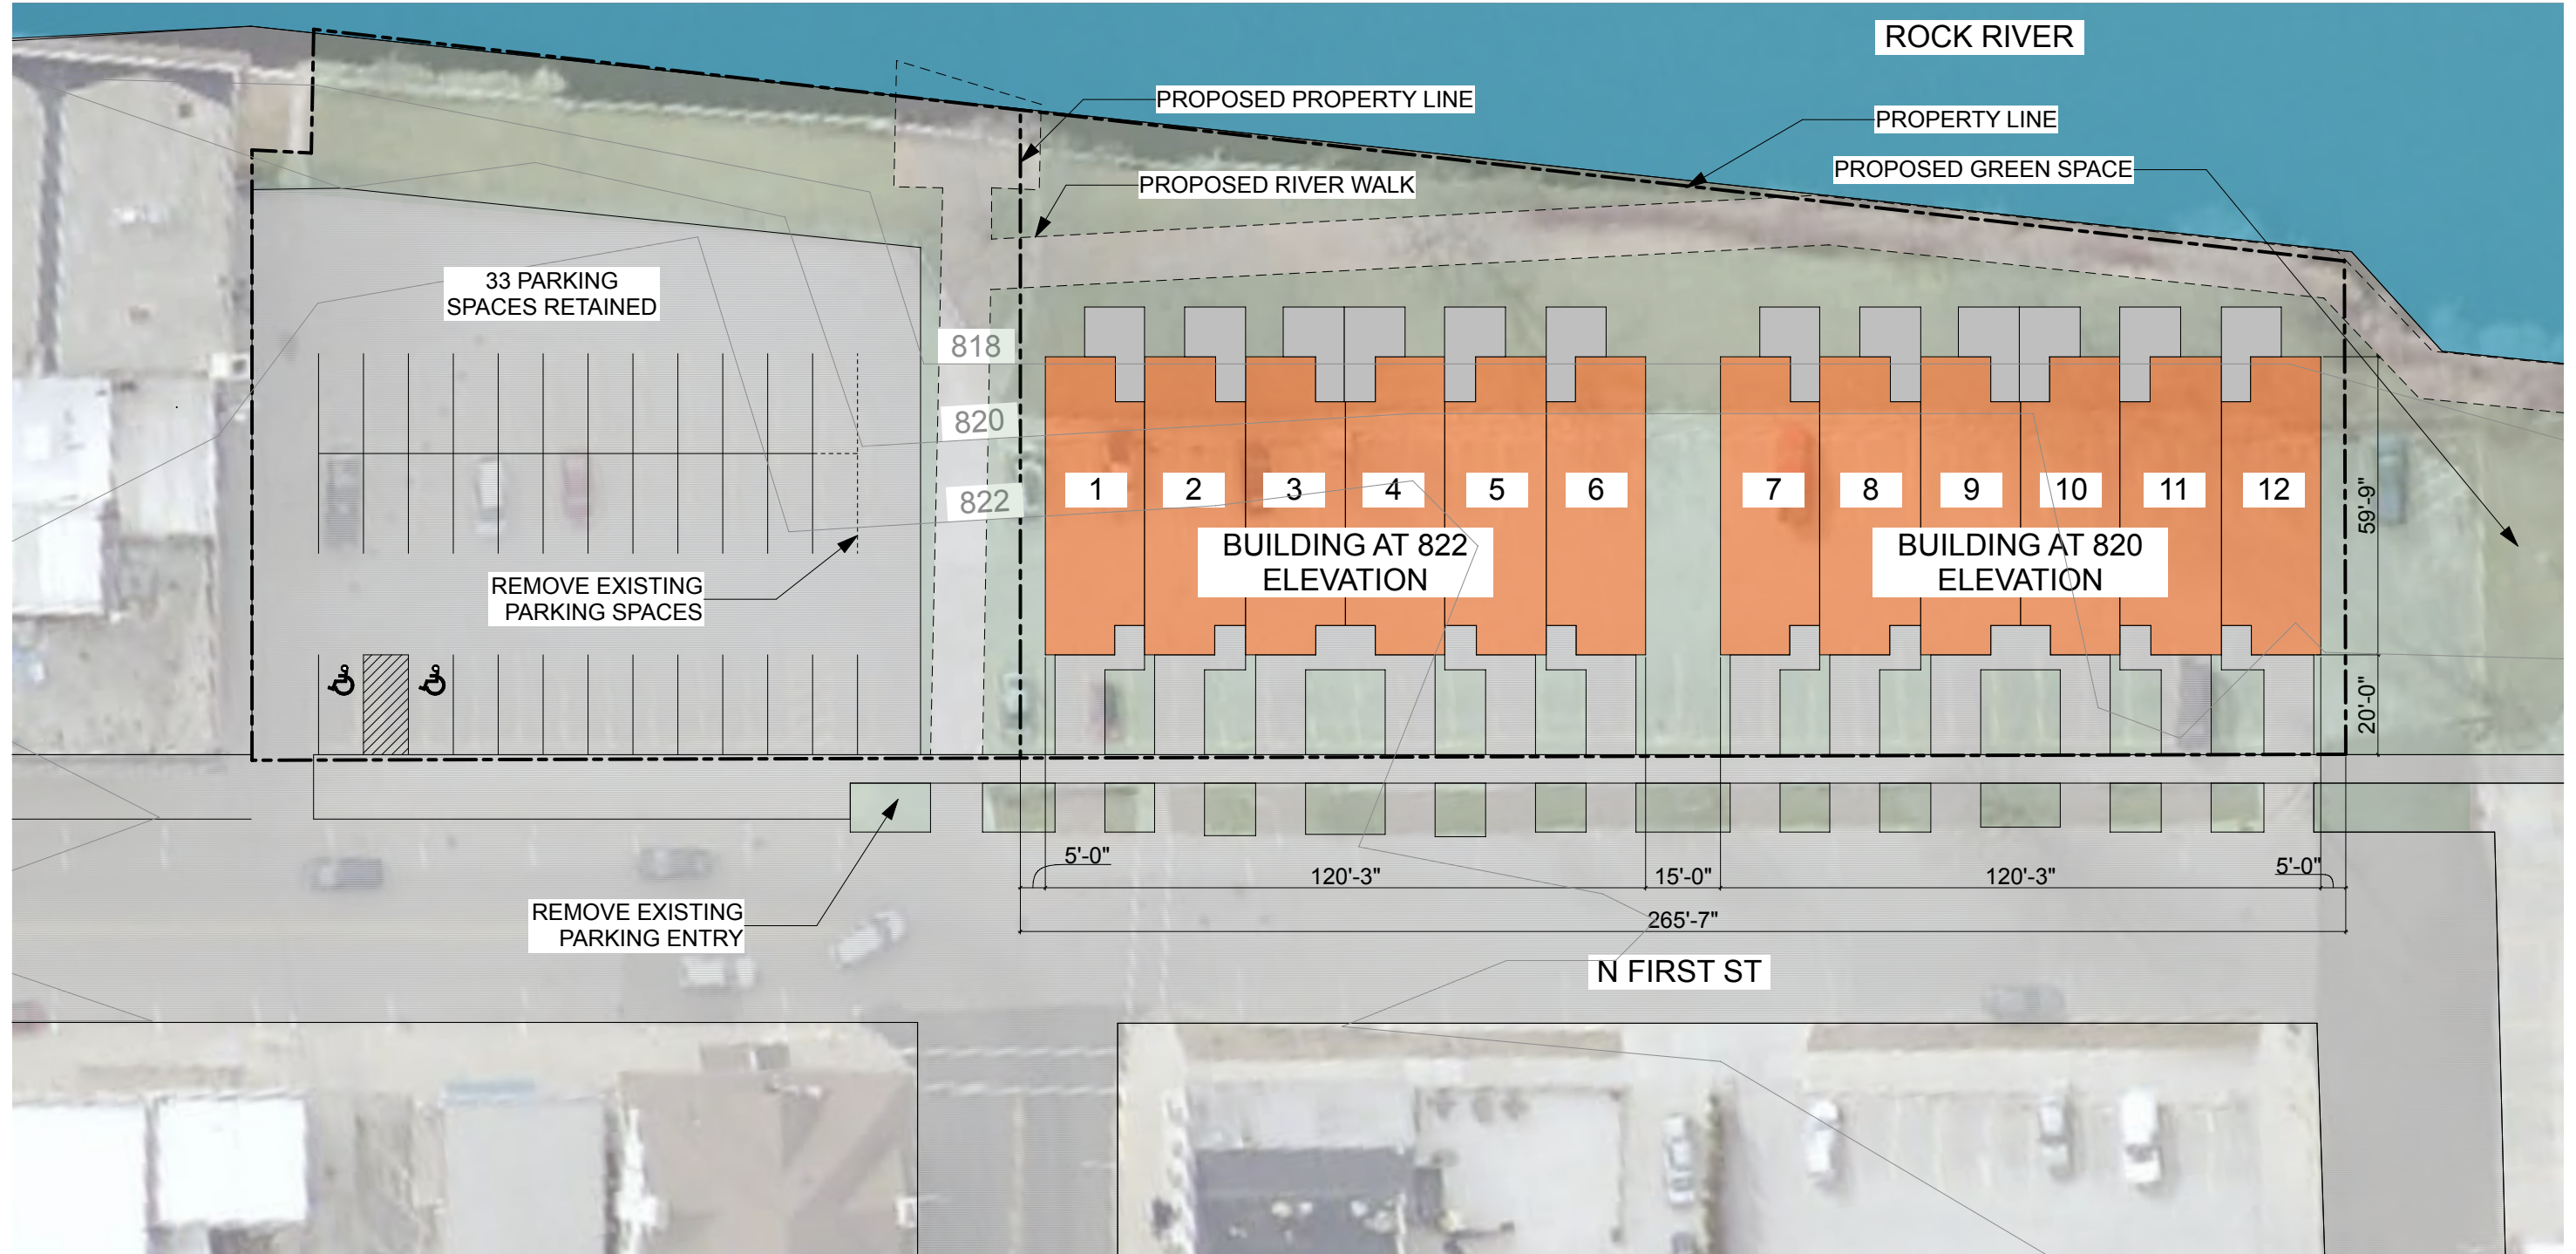 ROCK RIVER
PROPOSED PROPERTY LINE
PROPERTY LINE
PROPOSED GREEN SPACE
PROPOSED RIVER WALK
33 PARKING
SPACES RETAINED
818
820
822
1
2
3
4
5
6
7
8
9
10
11
12
59'-9"
BUILDING AT 822
ELEVATION
BUILDING AT 820
ELEVATION
REMOVE EXISTING
PARKING SPACES
20'-0"
5'-0"
120'-3"
15'-0"
120'-3"
5'-0"
265'-7"
REMOVE EXISTING
PARKING ENTRY
N FIRST ST